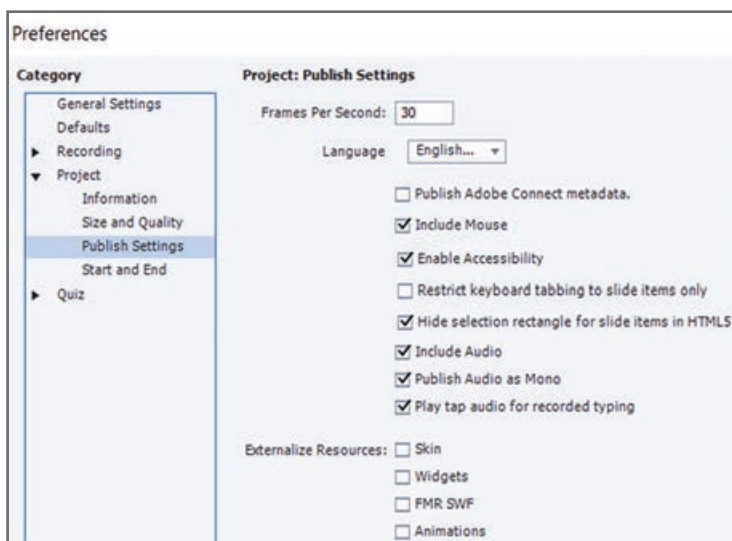 Preferences
Category
General Settings
Defaults
Recording
Project
Information
Size and Quality
Publish Settings
Start and End
Quiz
Project: Publish Settings
Frames Per Second: 30
Language English...
Publish Adobe Connect metadata.
Include Mouse
Enable Accessibility
Restrict keyboard tabbing to slide items only
Hide selection rectangle for slide items in HTML5
Include Audio
Publish Audio as Mono
Play tap audio for recorded typing
Externalize Resources: Skin
Widgets
FMR SWF
Animations